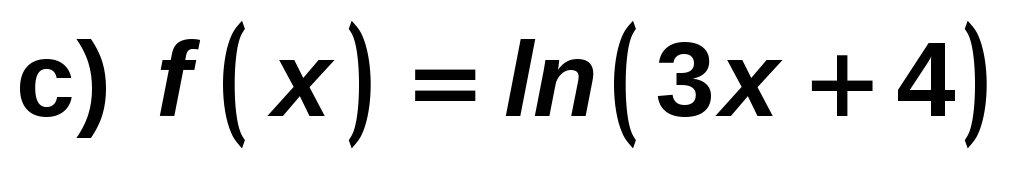 c) f(x) = ln(3x + 4)